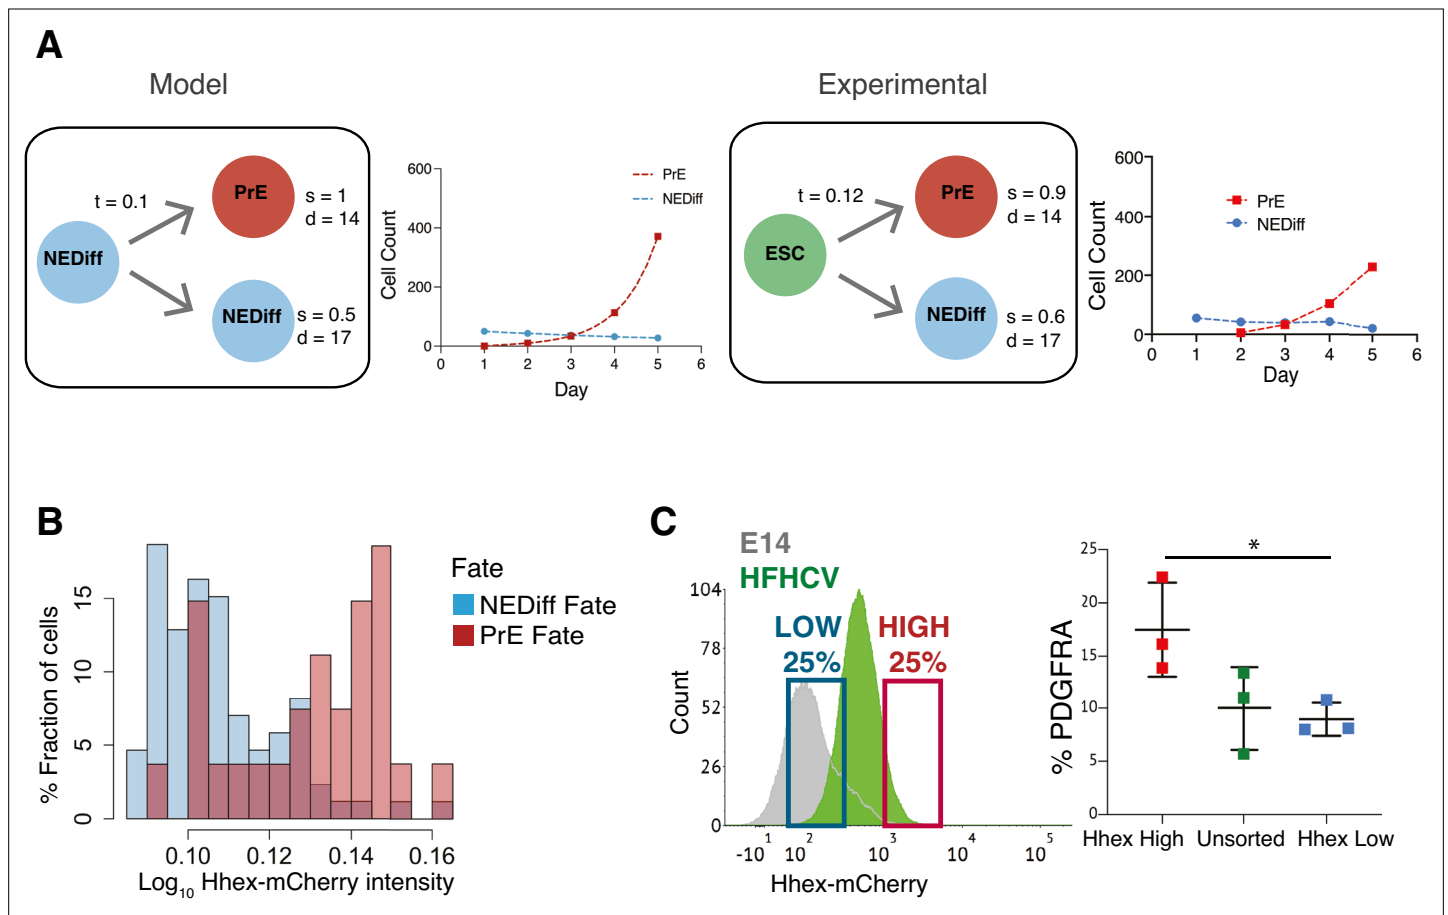 A
Model
NEDiff
t = 0.1
PrE
s = 1
d = 14
NEDiff
s = 0.5
d = 17
Cell Count
600
400
200
0
0 1 2 3 4 5 6
Day
PrE
NEDiff
Experimental
ESC
t = 0.12
PrE
s = 0.9
d = 14
NEDiff
s = 0.6
d = 17
Cell Count
600
400
200
0
0 1 2 3 4 5 6
Day
PrE
NEDiff
B
% Fraction of cells
15
10
5
0
0.10 0.12 0.14 0.16
Log10 Hhex-mCherry intensity
Fate
NEDiff Fate
PrE Fate
C
E14
HFHCV
LOW
25%
HIGH
25%
Count
104
78
52
26
0
-10 1 10 2 10 3 10 4 10 5
Hhex-mCherry
% PDGFRA
25
20
15
10
5
0
*
Hhex High Unsorted Hhex Low